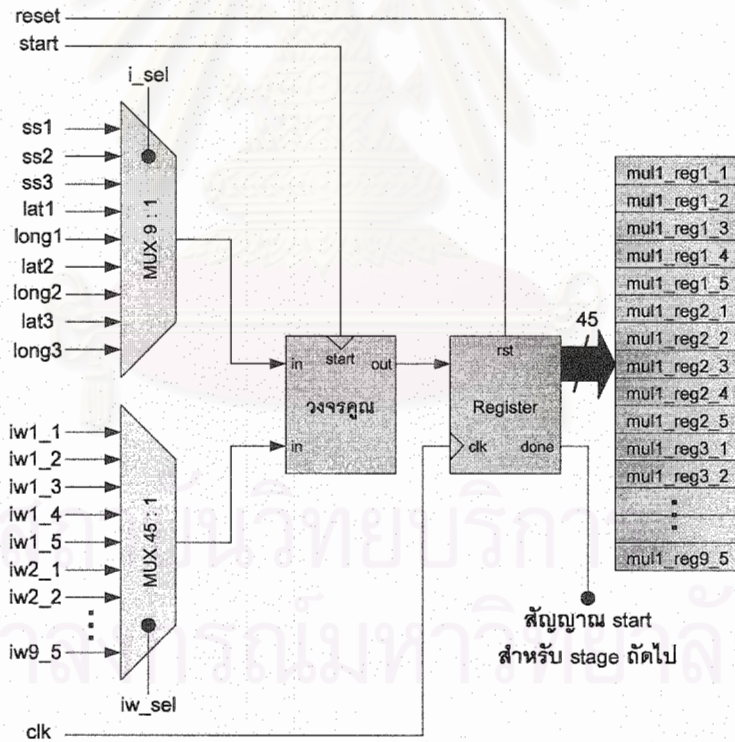 reset
start
i_sel
ss1
ss2
ss3
lat1
long1
lat2
long2
lat3
long3
MUX 9 : 1
iw1_1
iw1_2
iw1_3
iw1_4
iw1_5
iw2_1
iw2_2
iw9_5
MUX 45 : 1
iw_sel
clk
in
start
out
วงจรคูณ
in
rst
Register
clk
done
45
mul1_reg1_1
mul1_reg1_2
mul1_reg1_3
mul1_reg1_4
mul1_reg1_5
mul1_reg2_1
mul1_reg2_2
mul1_reg2_3
mul1_reg2_4
mul1_reg2_5
mul1_reg3_1
mul1_reg3_2
mul1_reg9_5
สัญญาณ start
สำหรับ stage ถัดไป